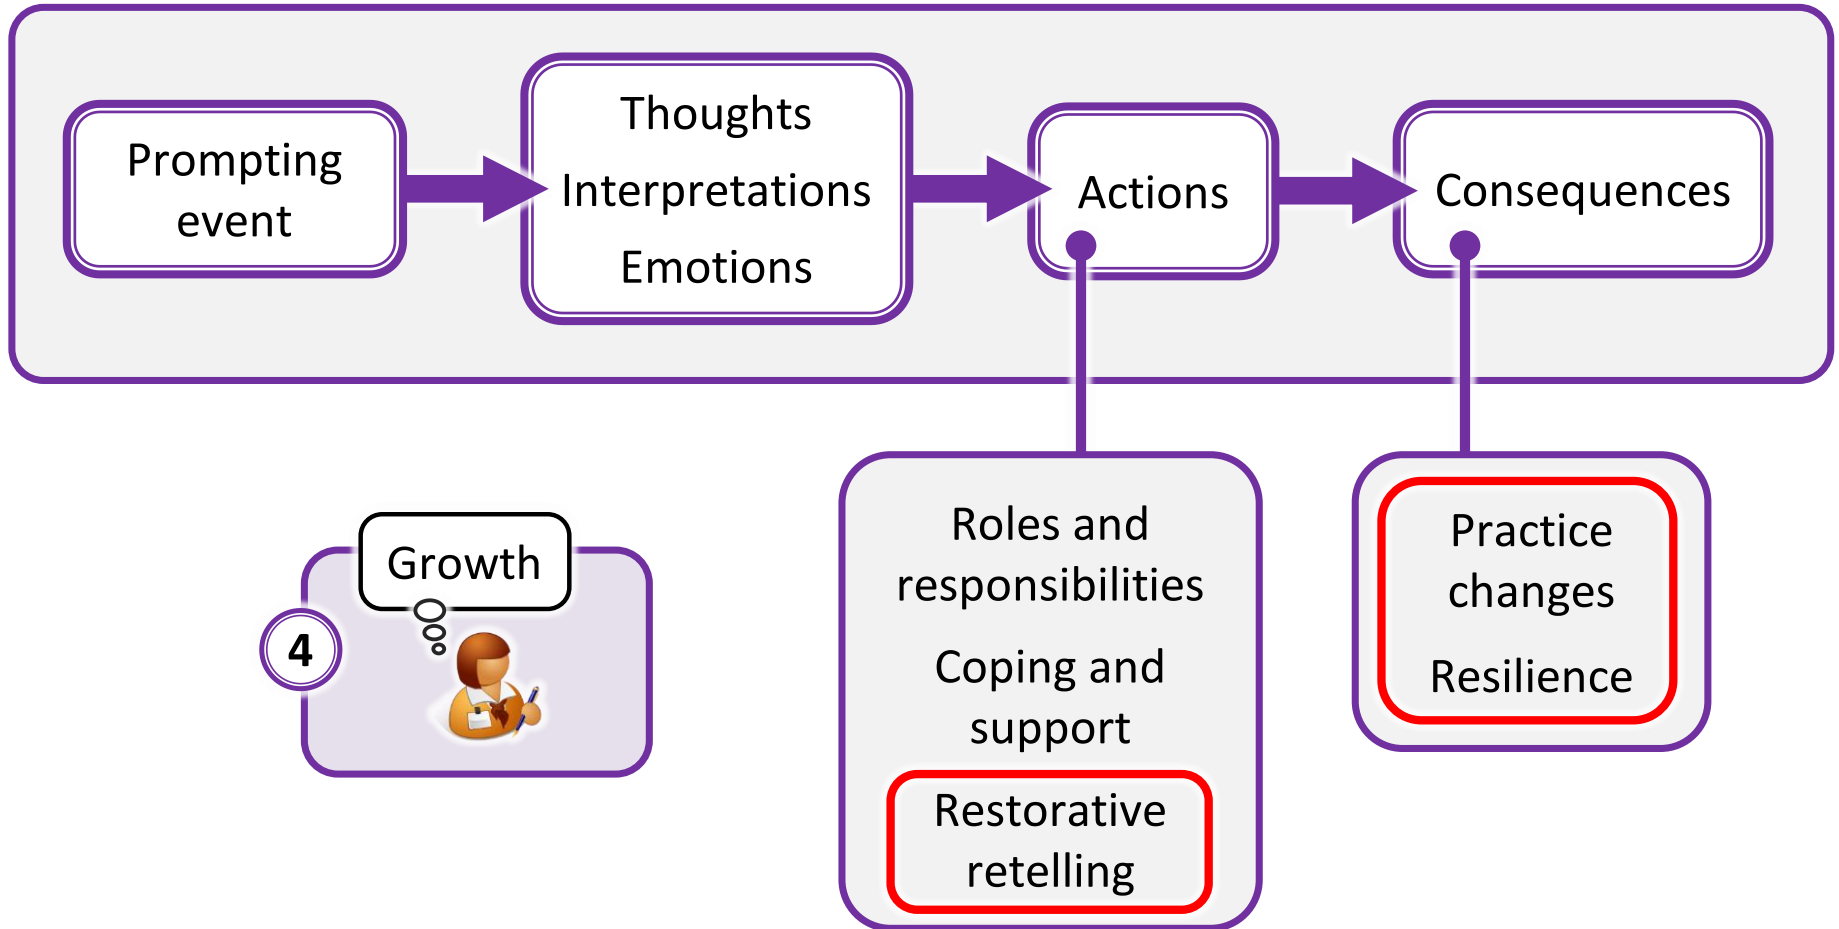 Prompting
event
Thoughts
Interpretations
Emotions
Actions
Consequences
Growth
4
Roles and
responsibilities
Coping and
support
Restorative
retelling
Practice
changes
Resilience